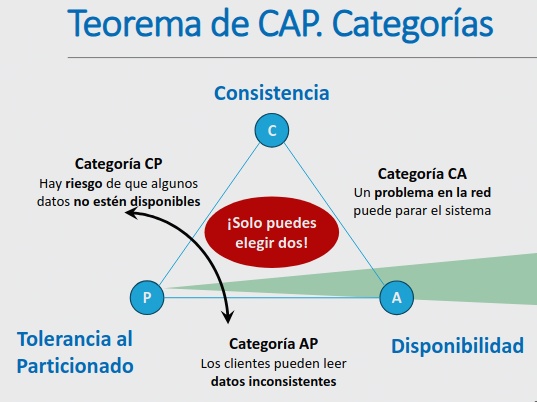 Teorema de CAP. Categorías
Consistencia
C
Categoría CP
Hay riesgo de que algunos
datos no estén disponibles
Categoría CA
Un problema en la red
puede parar el sistema
¡Solo puedes
elegir dos!
P
A
Tolerancia al
Particionado
Categoría AP
Los clientes pueden leer
datos inconsistentes
Disponibilidad